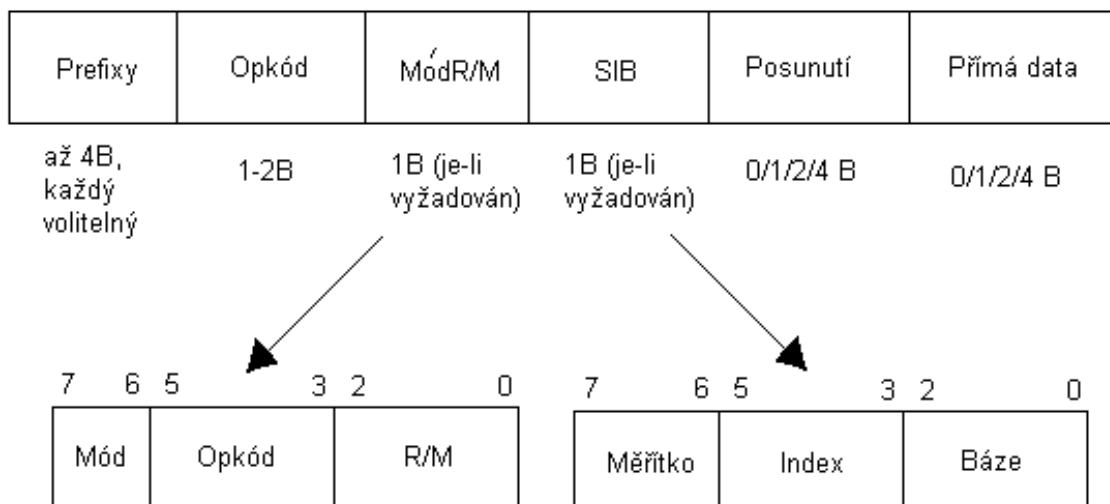 Prefixy Opkód MódR/M SIB Posunutí Přímá data
až 4B, každý volitelný
1-2B
1B (je-li vyžadován)
1B (je-li vyžadován)
0/1/2/4 B
0/1/2/4 B
7 6 5 3 2 0
Mód Opkód R/M
7 6 5 3 2 0
Měřítko Index Báze